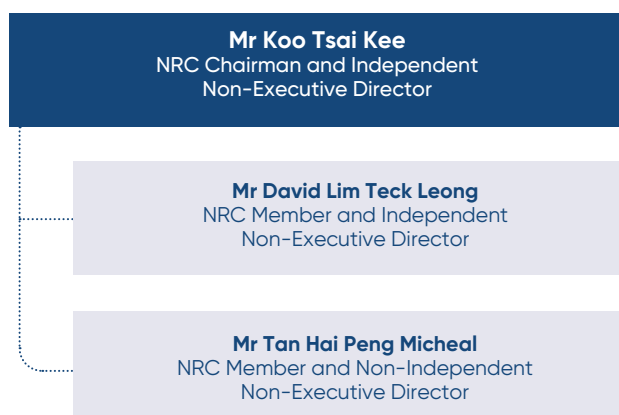 Mr Koo Tsai Kee
NRC Chairman and Independent
Non-Executive Director
Mr David Lim Teck Leong
NRC Member and Independent
Non-Executive Director
Mr Tan Hai Peng Micheal
NRC Member and Non-Independent
Non-Executive Director